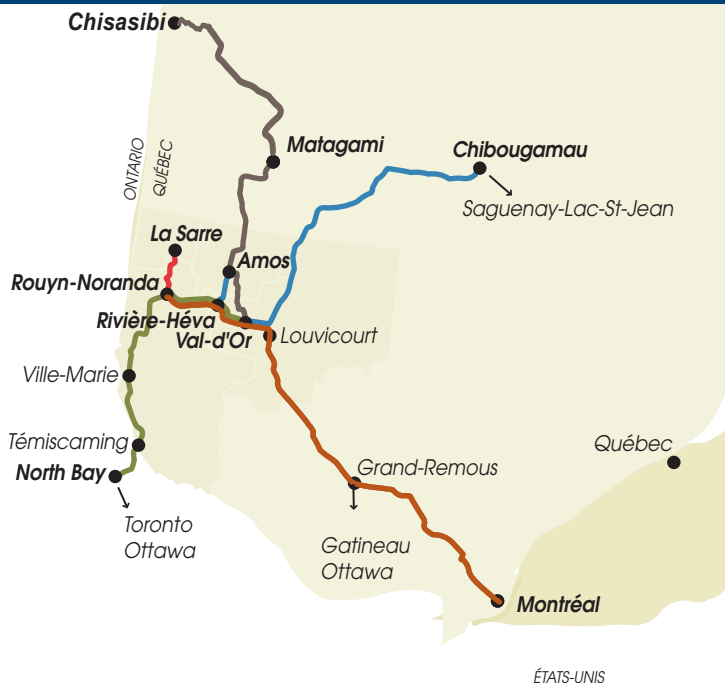 Chisasibi
ONTARIO
QUÉBEC
Matagami
Chibougamau
Saguenay-Lac-St-Jean
La Sarre
Amos
Rouyn-Noranda
Rivière-Héva
Val-d'Or
Louvicourt
Ville-Marie
Témiscaming
North Bay
Toronto
Ottawa
Grand-Remous
Gatineau
Ottawa
Québec
Montréal
ÉTATS-UNIS